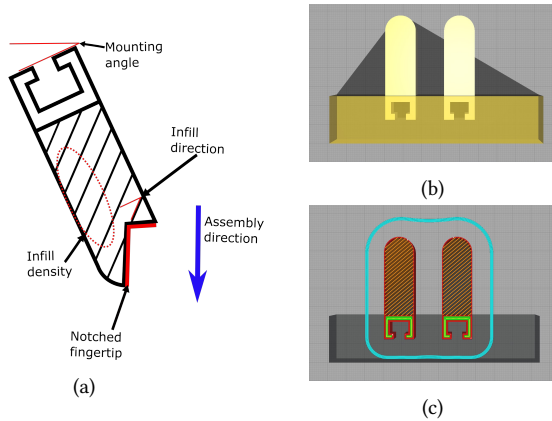 Mounting
angle
Infill
direction
Assembly
direction
Infill
density
Notched
fingertip
(a)
(b)
(c)